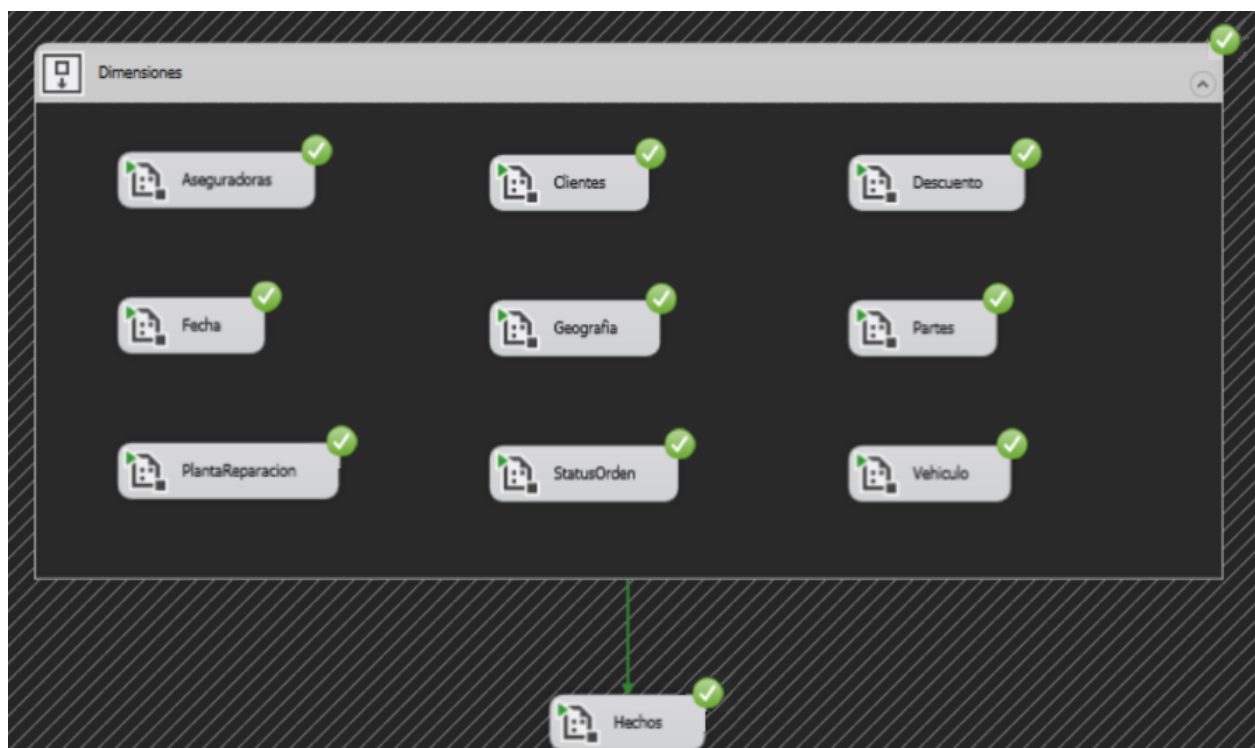 Dimensiones
Aseguradoras
Clientes
Descuento
Fecha
Geografia
Partes
PlantaReparacion
StatusOrden
Vehiculo
Hechos